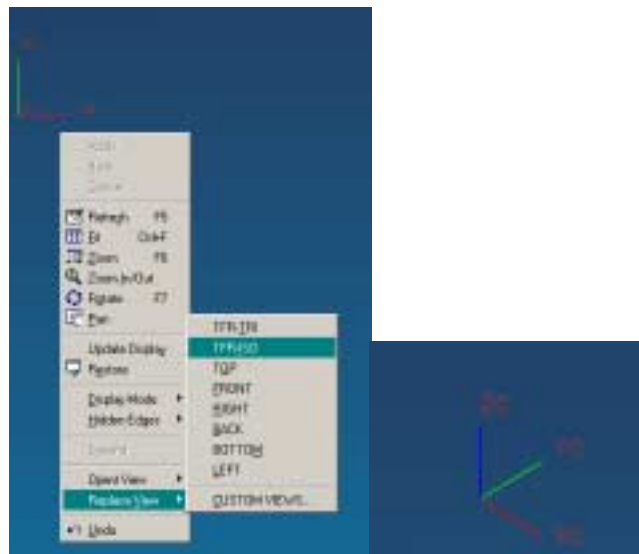 Refresh F5
Fit Ctrl-F
Zoom F6
Zoom In/Out
Rotate F7
Pan
Update Display
Restore
Display Mode
Hidden Edges
Expand
Orient View
Replace View
Undo
TFR-TRI
TFR-ISO
TOP
FRONT
RIGHT
BACK
BOTTOM
LEFT
CUSTOM VIEWS...